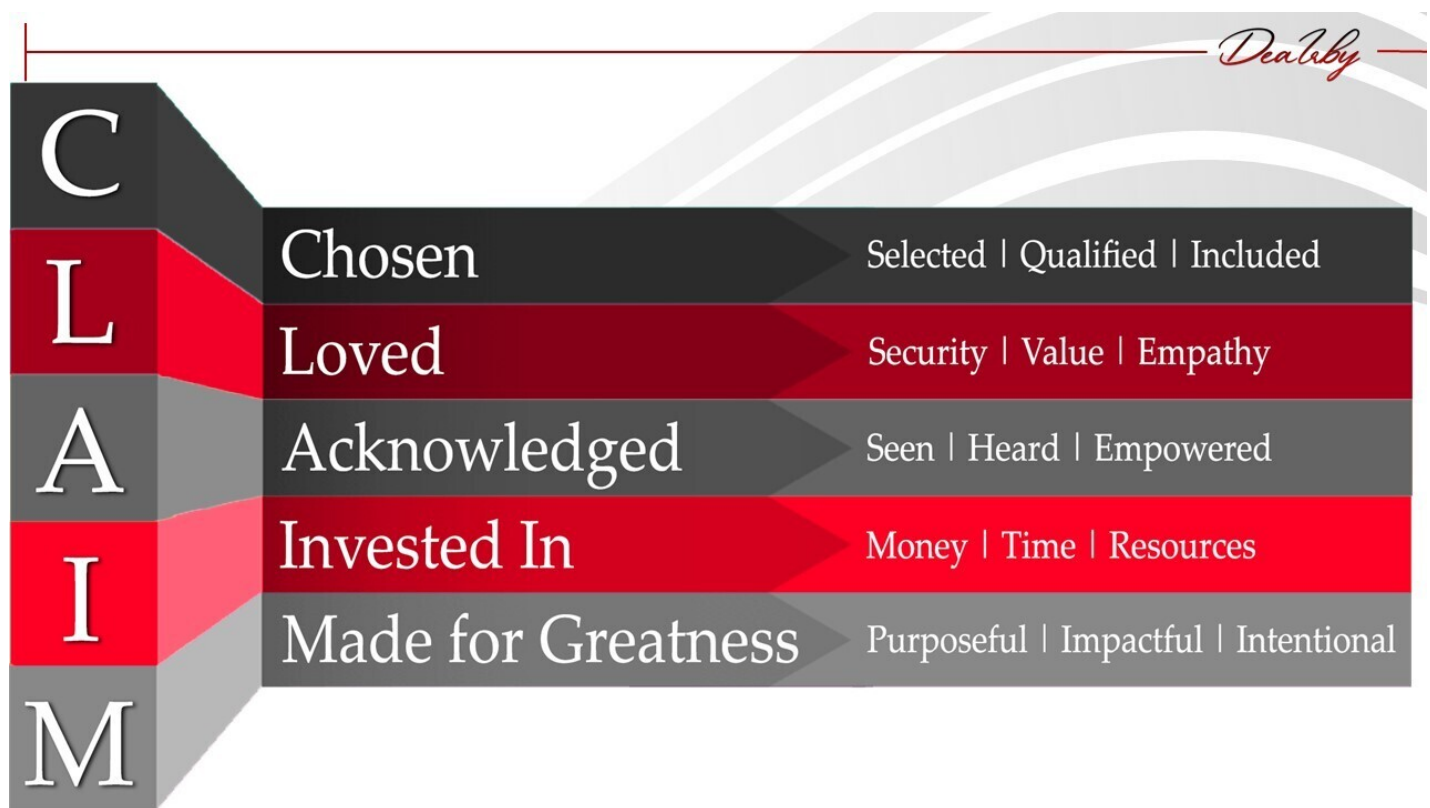 C
Chosen Selected | Qualified | Included
L
Loved Security | Value | Empathy
A
Acknowledged Seen | Heard | Empowered
I
Invested In Money | Time | Resources
M
Made for Greatness Purposeful | Impactful | Intentional